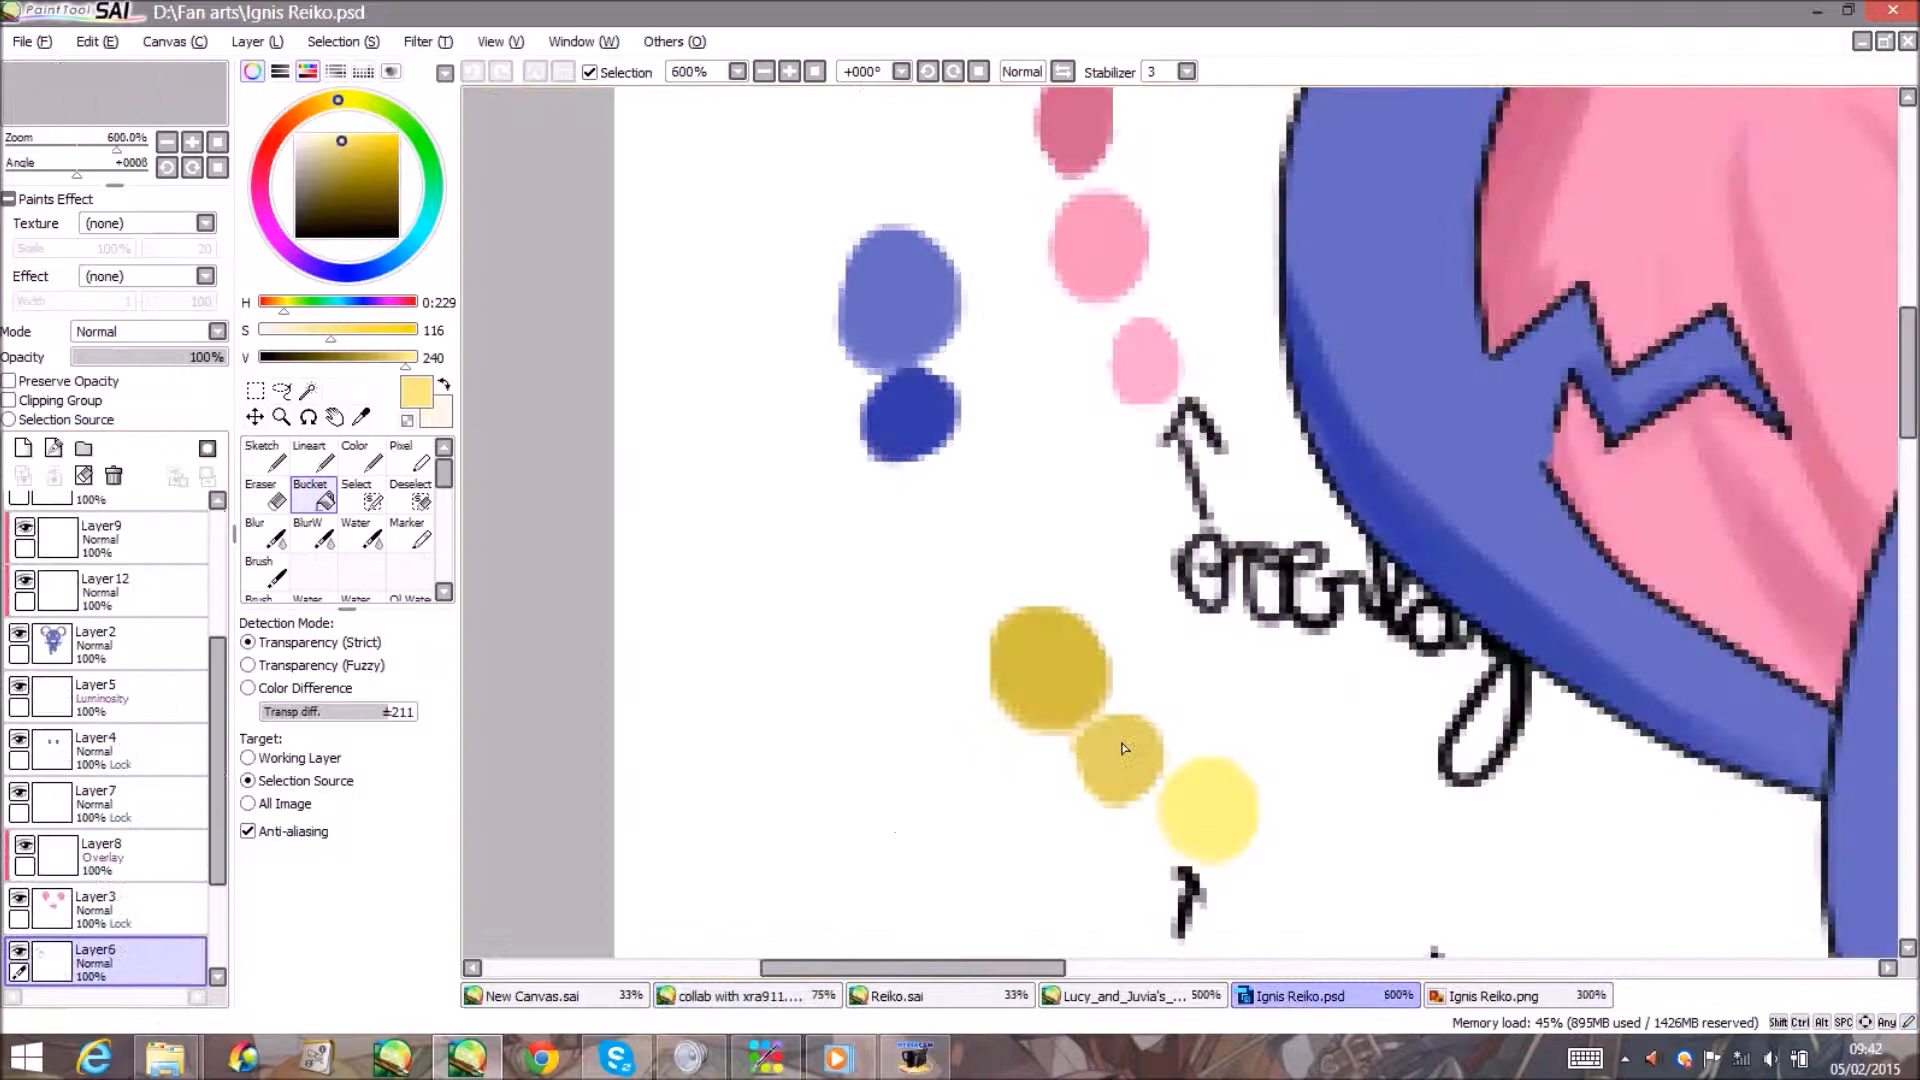 PaintTool SAI D:\Fan arts\Ignis Reiko.psd
File (F) Edit (E) Canvas (C) Layer (L) Selection (S) Filter (T) View (V) Window (W) Others (O)
Selection 600% +000° Normal Stabilizer 3
Zoom 600.0%
Angle +000ß
Paints Effect
Texture (none)
Scale 100% 20
Effect (none)
Width 1 100
Mode Normal
Opacity 100%
Preserve Opacity
Clipping Group
Selection Source
100%
Layer9
Normal
100%
Layer12
Normal
100%
Layer2
Normal
100%
Layer5
Luminosity
100%
Layer4
Normal
100% Lock
Layer7
Normal
100% Lock
Layer8
Overlay
100%
Layer3
Normal
100% Lock
Layer6
Normal
100%
H 0:229
S 116
V 240
Sketch Lineart Color Pixel
Eraser Bucket Select Deselect
Blur BlurW Water Marker
Brush
Brush Water Water Oil Wate
Detection Mode:
Transparency (Strict)
Transparency (Fuzzy)
Color Difference
Transp diff. ±211
Target:
Working Layer
Selection Source
All Image
Anti-aliasing
New Canvas.sai 33% collab with xra911.... 75% Reiko.sai 33% Lucy_and_Juvia's_... 500% Ignis Reiko.psd 600% Ignis Reiko.png 300%
Memory load: 45% (895MB used / 1426MB reserved) Shift Ctrl Alt SPC Any
09:42
05/02/2015